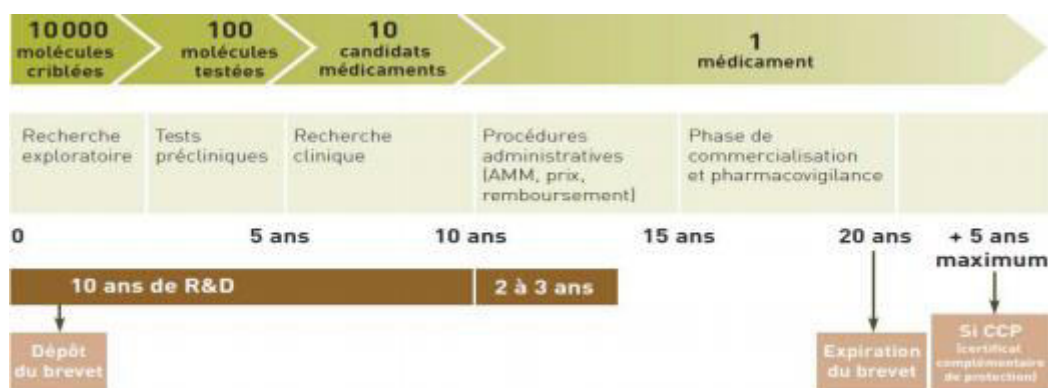 10 000
molécules
criblées
100
molécules
testées
10
candidats
médicaments
1
médicament
Recherche
exploratoire
Tests
précliniques
Recherche
clinique
Procédures
administratives
(AMM, prix,
remboursement)
Phase de
commercialisation
et pharmacovigilance
0
5 ans
10 ans
15 ans
20 ans
+ 5 ans
maximum
10 ans de R&D
2 à 3 ans
Dépôt
du brevet
Expiration
du brevet
Si CCP
(certificat
complémentaire
de protection)